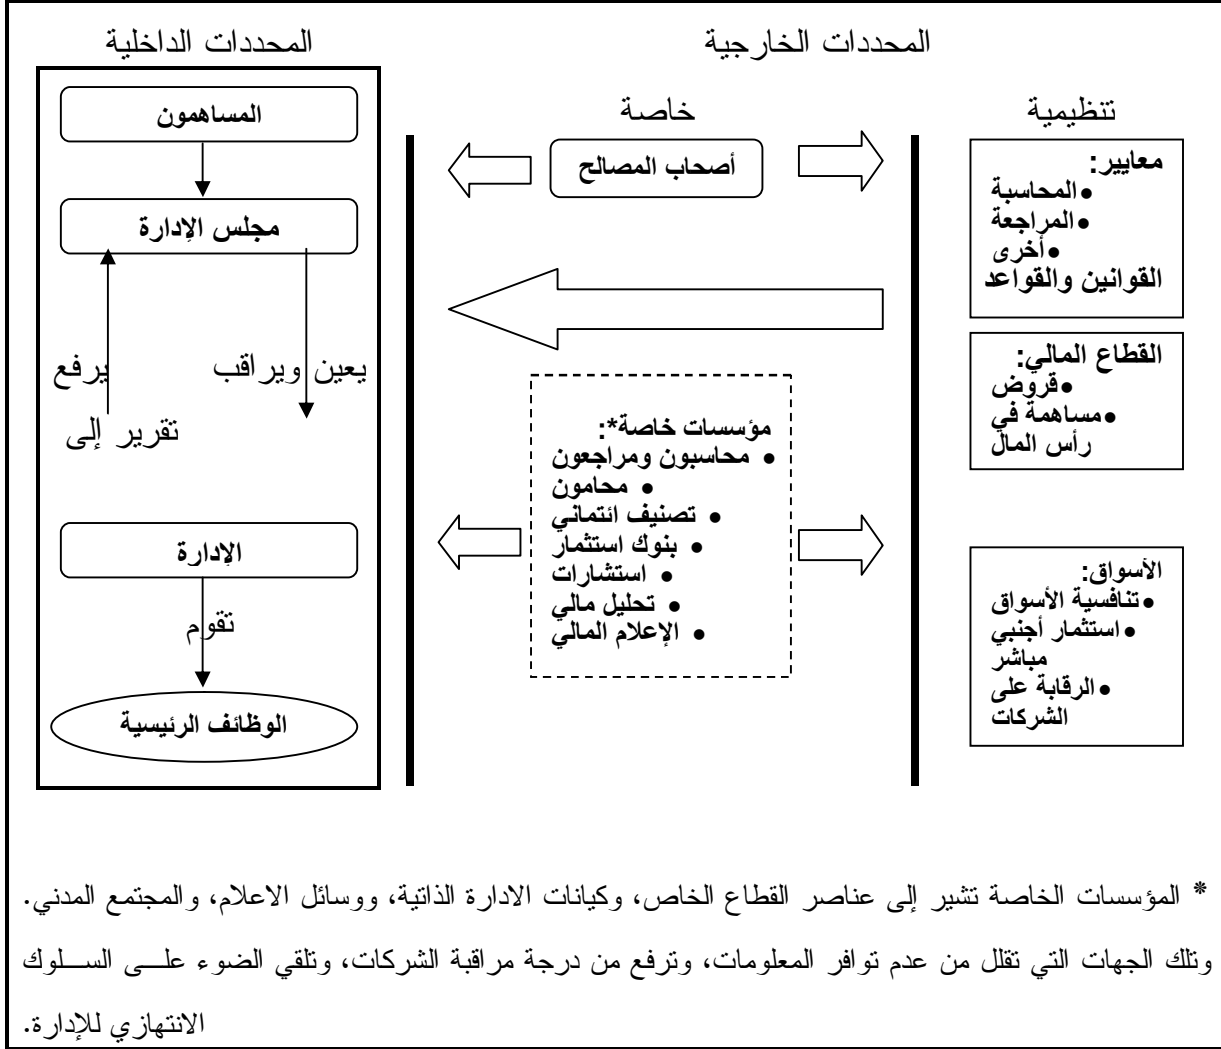 المحددات الخارجية
المحددات الداخلية
تنظيمية
خاصة
معايير:
●المحاسبة
●المراجعة
●أخرى
القوانين والقواعد
القطاع المالي:
●قروض
●مساهمة في
رأس المال
الأسواق:
●تنافسية الأسواق
●استثمار أجنبي
مباشر
●الرقابة على
الشركات
أصحاب المصالح
مؤسسات خاصة*:
● محاسبون ومراجعون
● محامون
● تصنيف ائتماني
● بنوك استثمار
● استشارات
● تحليل مالي
● الإعلام المالي
المساهمون
مجلس الإدارة
يعين ويراقب
يرفع
تقرير إلى
الإدارة
تقوم
الوظائف الرئيسية
* المؤسسات الخاصة تشير إلى عناصر القطاع الخاص، وكيانات الادارة الذاتية، ووسائل الاعلام، والمجتمع المدني.
وتلك الجهات التي تقلل من عدم توافر المعلومات، وترفع من درجة مراقبة الشركات، وتلقي الضوء على السلوك
الانتهازي للإدارة.